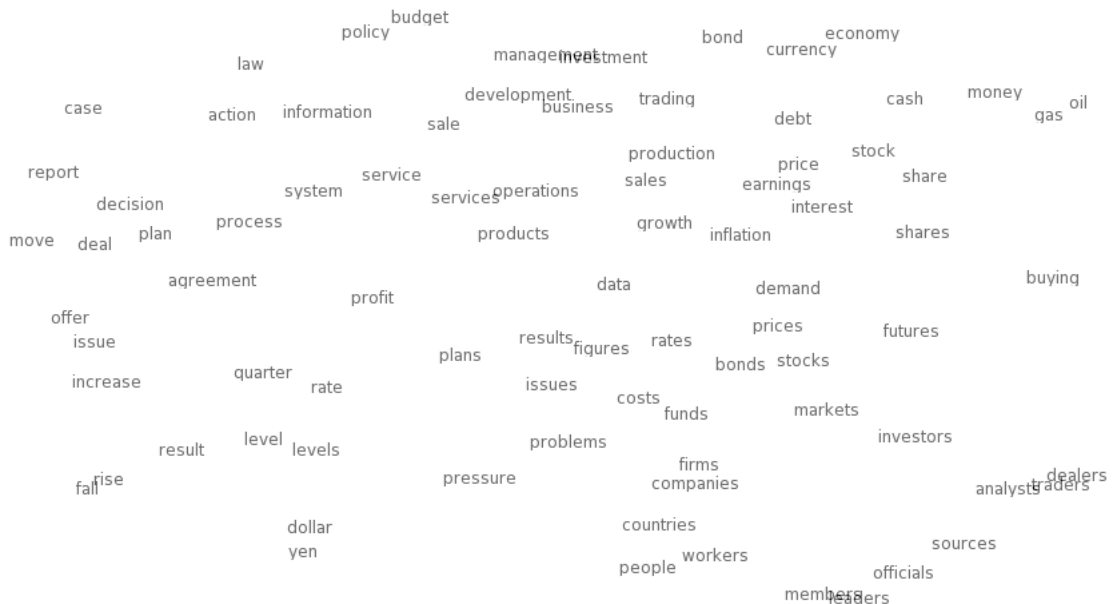 budget
policy
bond
economy
currency
management
investment
law
money
development
trading
cash
oil
case
business
action
information
gas
debt
sale
production
stock
price
report
service
share
sales
earnings
system
services
operations
decision
interest
process
growth
plan
products
inflation
shares
move
deal
agreement
buying
data
demand
profit
offer
prices
futures
issue
results
rates
figures
plans
bonds
stocks
quarter
increase
rate
issues
costs
funds
markets
level
investors
result
levels
problems
firms
dealers
rise
pressure
companies
traders
fall
analysts
dollar
countries
sources
yen
workers
people
officials
members
leaders